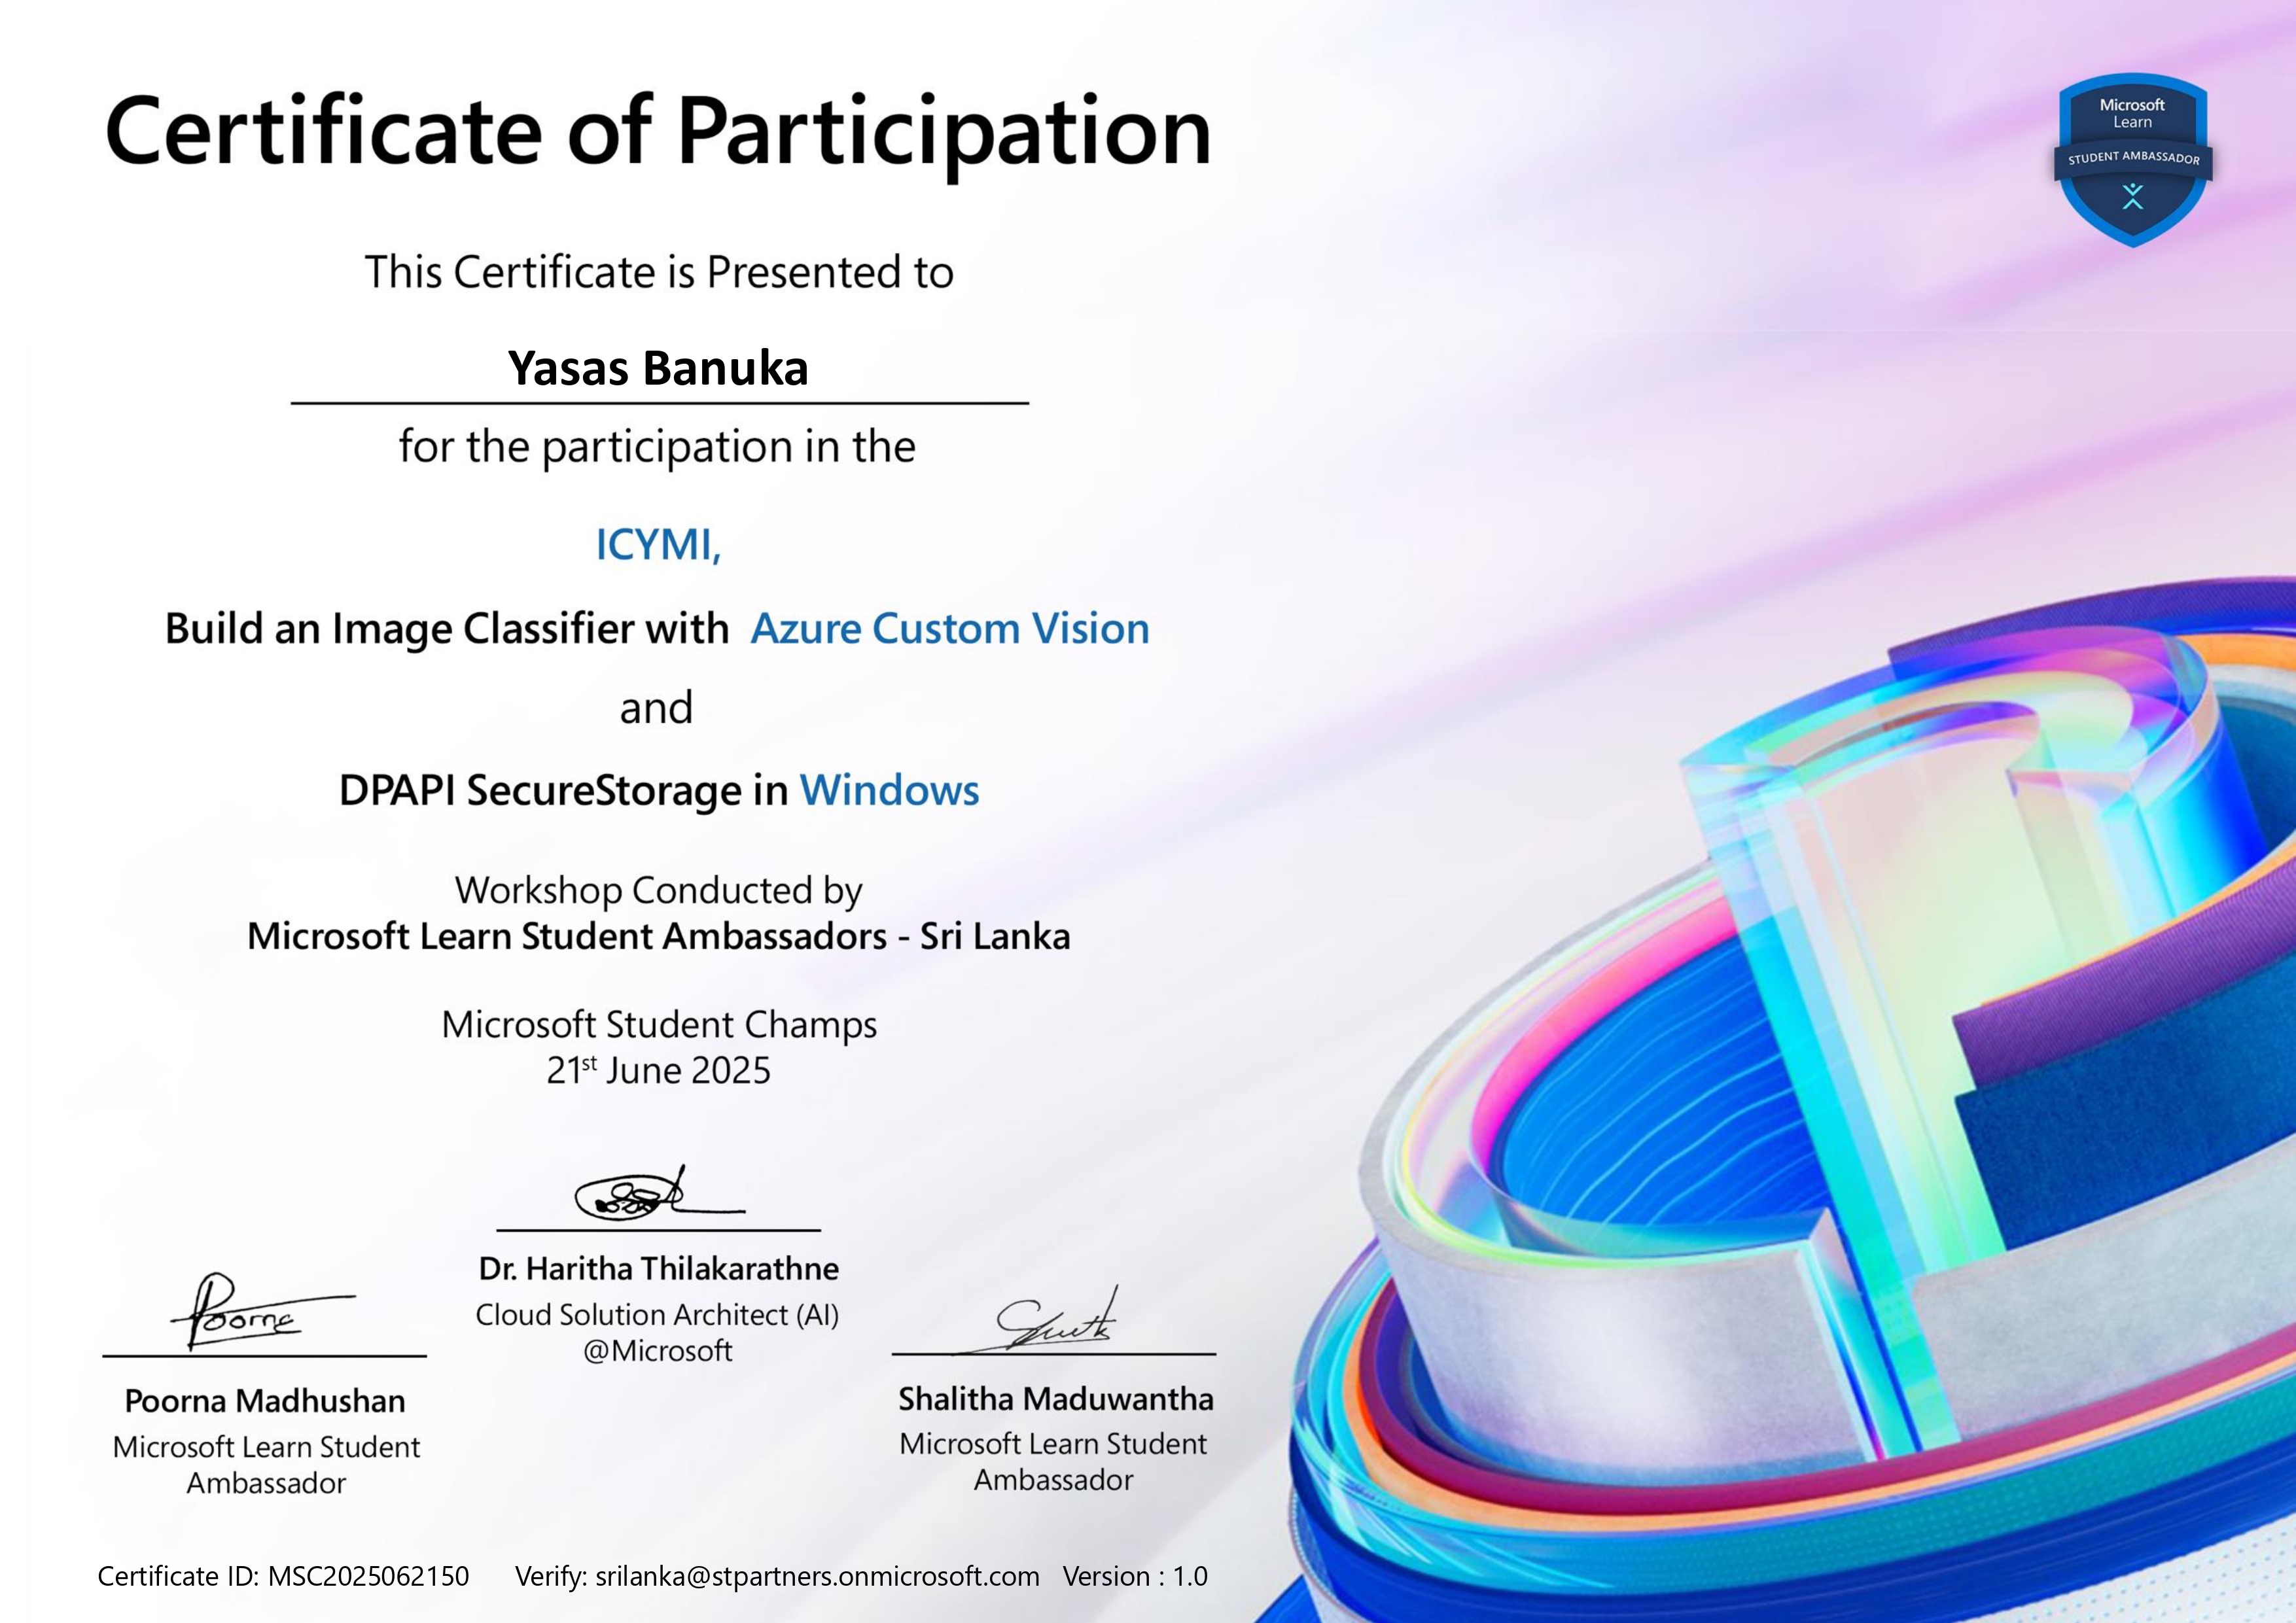 Certificate of Participation
Microsoft
Learn
STUDENT AMBASSADOR
This Certificate is Presented to
Yasas Banuka
for the participation in the
ICYMI,
Build an Image Classifier with Azure Custom Vision
and
DPAPI SecureStorage in Windows
Workshop Conducted by
Microsoft Learn Student Ambassadors - Sri Lanka
Microsoft Student Champs
21st June 2025
Dr. Haritha Thilakarathne
Cloud Solution Architect (AI)
@Microsoft
Poorna
Poorna Madhushan
Microsoft Learn Student
Ambassador
Shalitha Maduwantha
Microsoft Learn Student
Ambassador
Certificate ID: MSC2025062150 Verify: srilanka@stpartners.onmicrosoft.com Version : 1.0